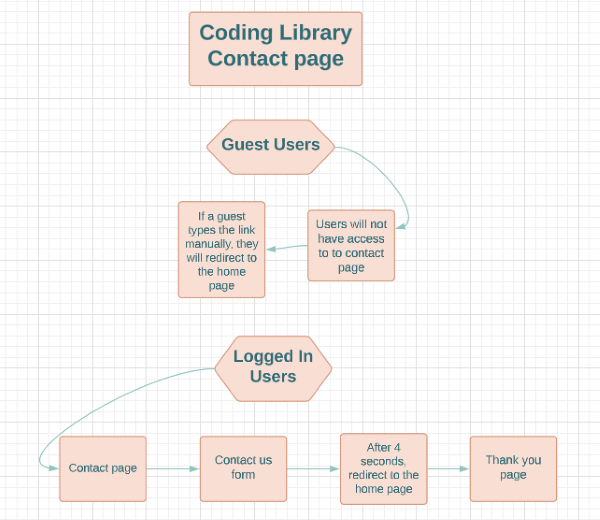 Coding Library
Contact page
Guest Users
If a guest
types the link
manually, they
will redirect to
the home
page
Users will not
have access
to to contact
page
Logged In
Users
Contact page
Contact us
form
After 4
seconds,
redirect to the
home page
Thank you
page